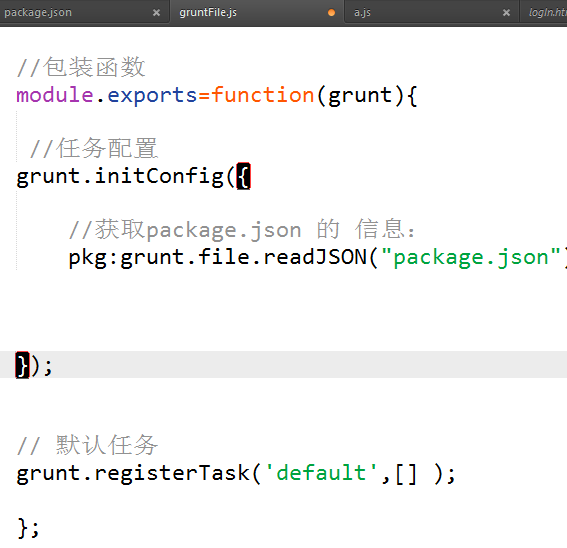 package.json × gruntFile.js a.js × login.ht
//包装函数
module.exports=function(grunt){
//任务配置
grunt.initConfig({
//获取package.json 的 信息:
pkg:grunt.file.readJSON("package.json")
});
// 默认任务
grunt.registerTask('default',[] );
};